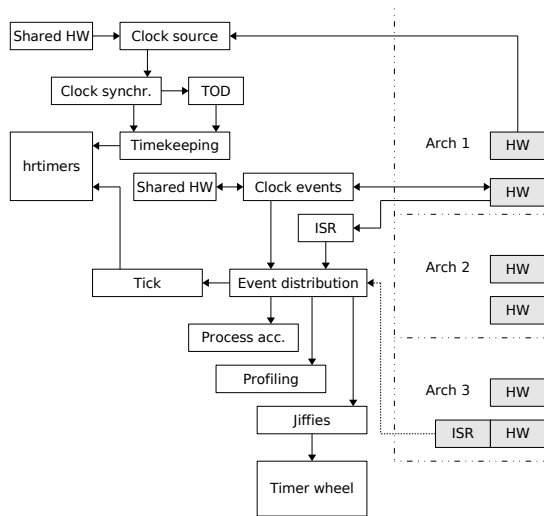 Shared HW
Clock source
Clock synchr.
TOD
Timekeeping
Arch 1
HW
hrtimers
Shared HW
Clock events
HW
ISR
Arch 2
HW
Tick
Event distribution
HW
Process acc.
Profiling
Arch 3
HW
Jiffies
ISR
HW
Timer wheel